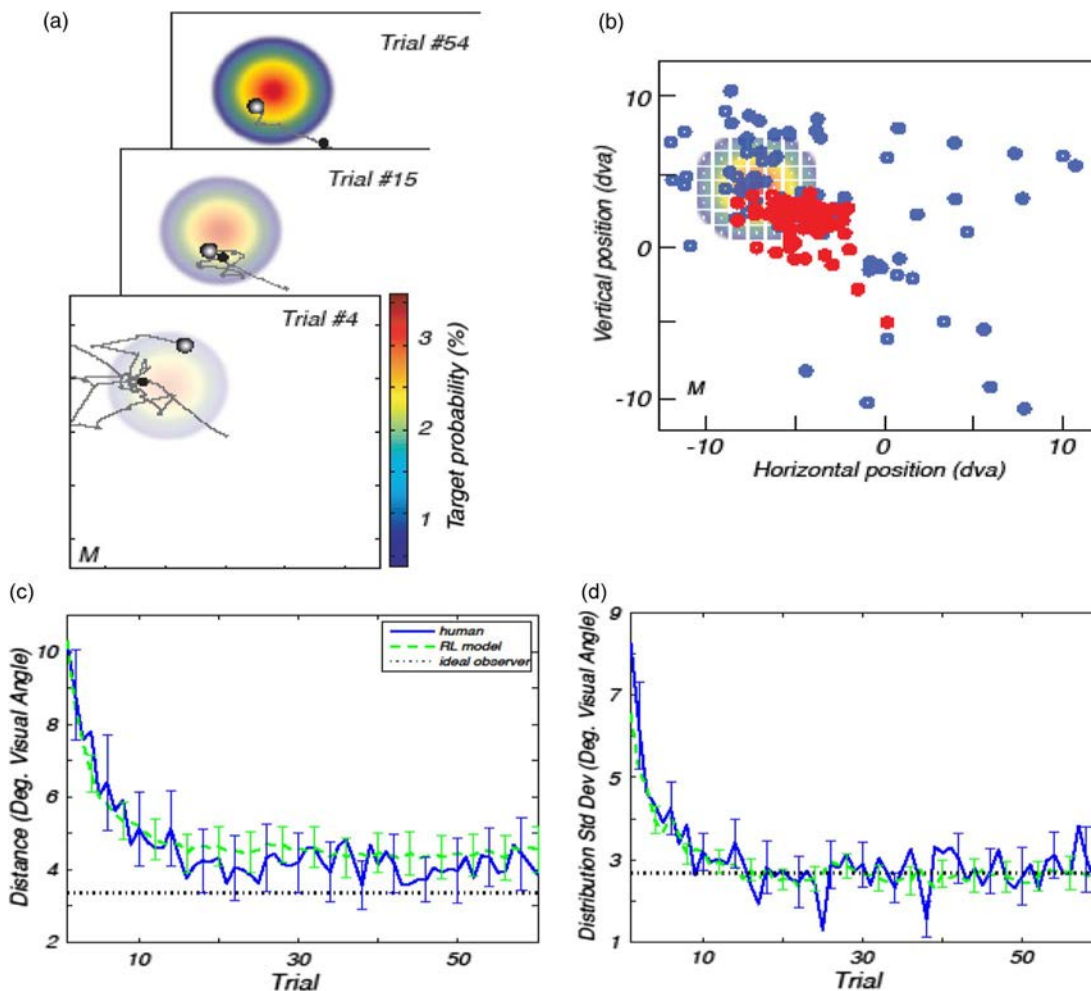 (a)
Trial #54
Trial #15
Trial #4
M
3
2
1
Target probability (%)
(b)
10
0
-10
M
-10
0
10
Vertical position (dva)
Horizontal position (dva)
(c)
human
RL model
ideal observer
10
8
6
4
2
10
30
50
Distance (Deg. Visual Angle)
Trial
(d)
9
7
5
3
1
10
30
50
Distribution Std Dev (Deg. Visual Angle)
Trial